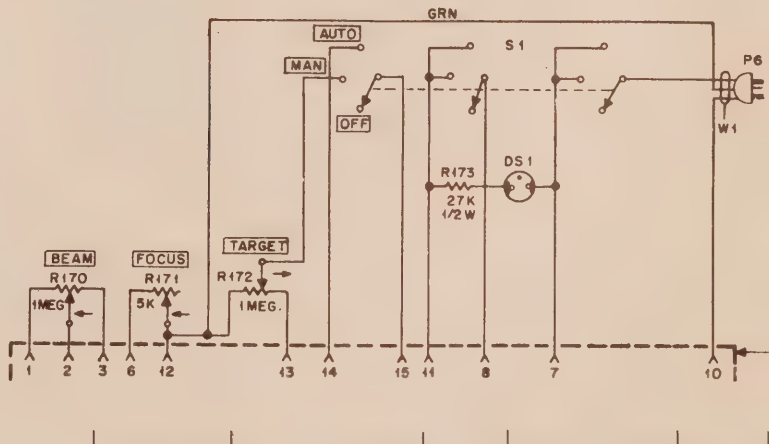 GRN
AUTO
S1
MAN
P6
OFF
W1
DS1
R173
27K
1/2W
BEAM
FOCUS
TARGET
R170
R171
R172
1MEG
5K
1MEG.
1 2 3 6 12 13 14 15 11 8 7 10